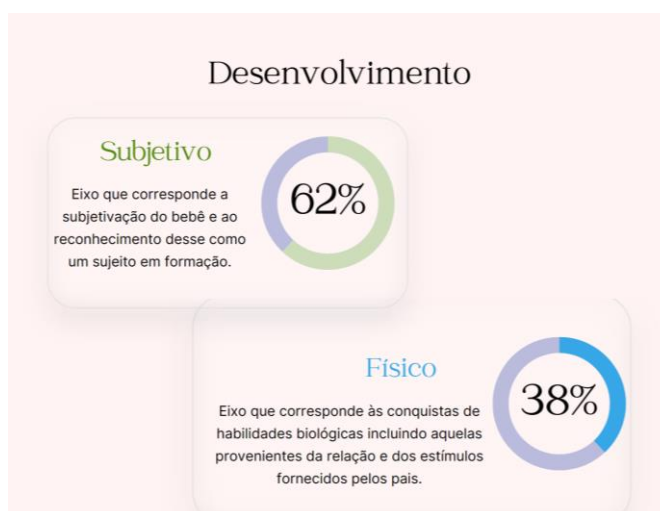 Desenvolvimento
Subjetivo
Eixo que corresponde a
subjetivação do bebê e ao
reconhecimento desse como
um sujeito em formação.
62%
Físico
Eixo que corresponde às conquistas de
habilidades biológicas incluindo aquelas
provenientes da relação e dos estímulos
fornecidos pelos pais.
38%